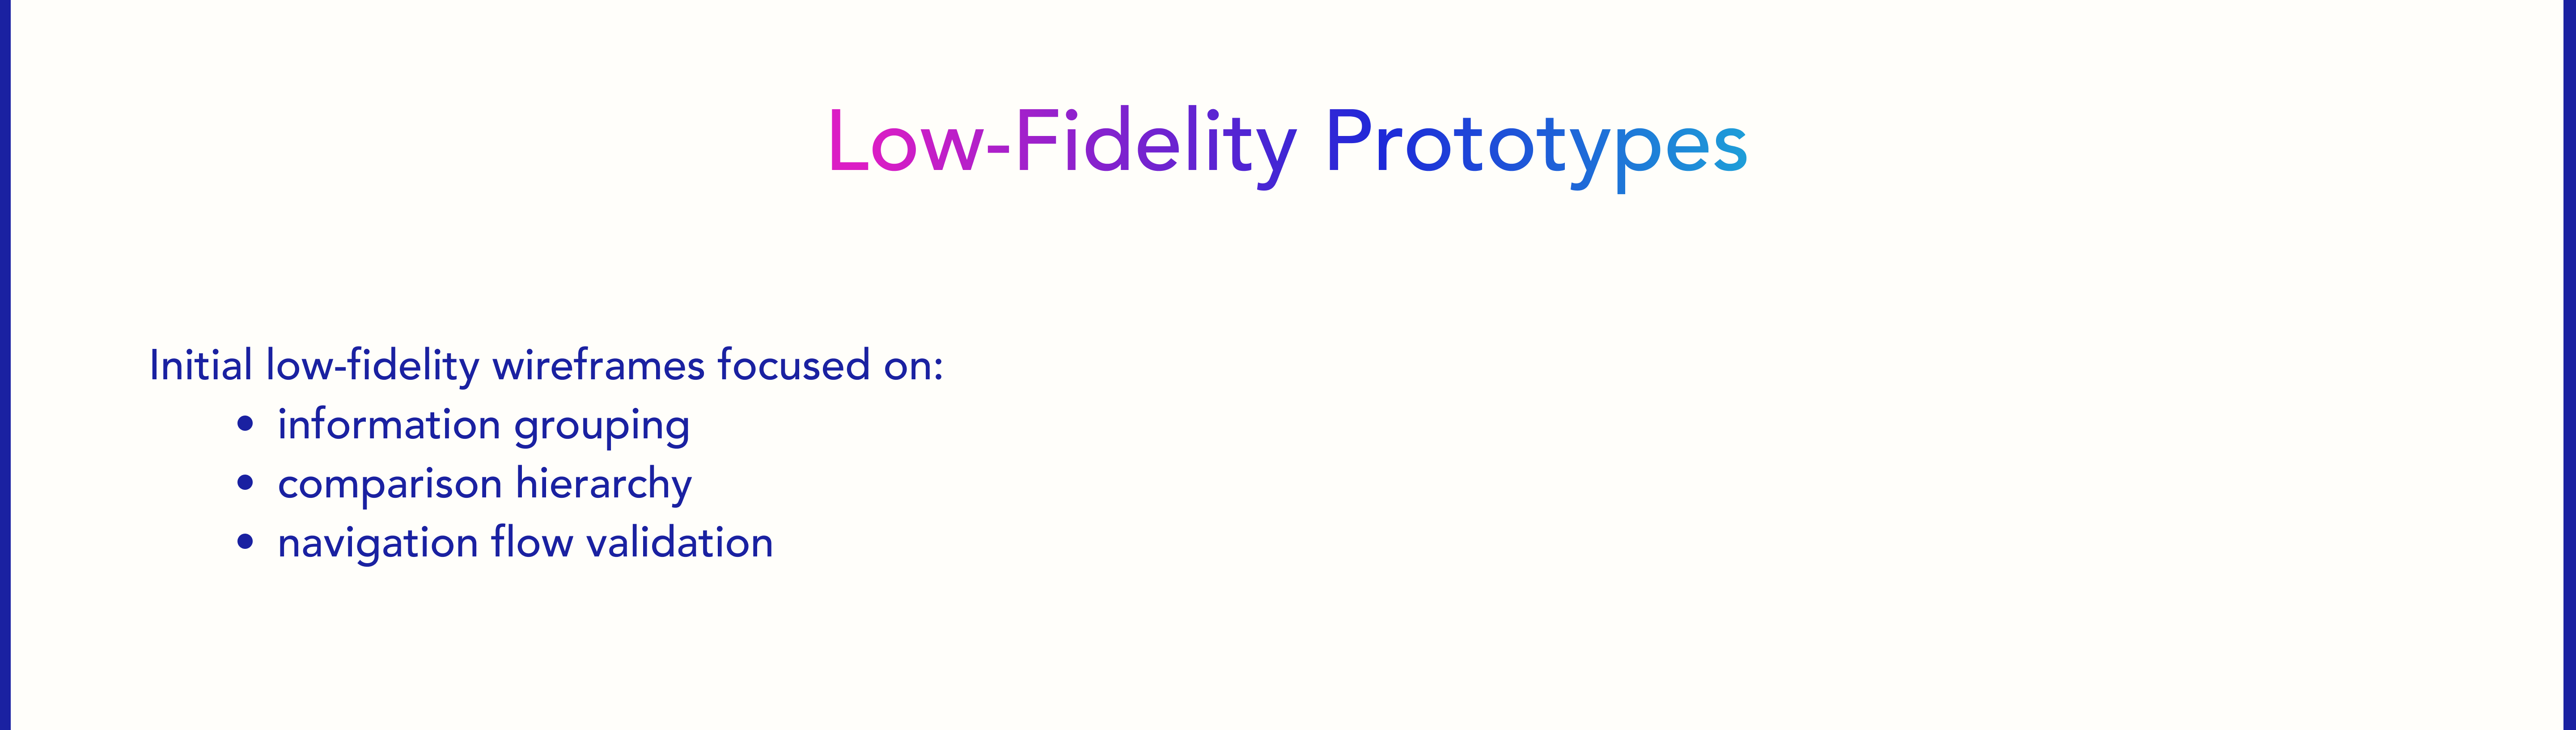 Low-Fidelity Prototypes
Initial low-fidelity wireframes focused on:
• information grouping
• comparison hierarchy
• navigation flow validation